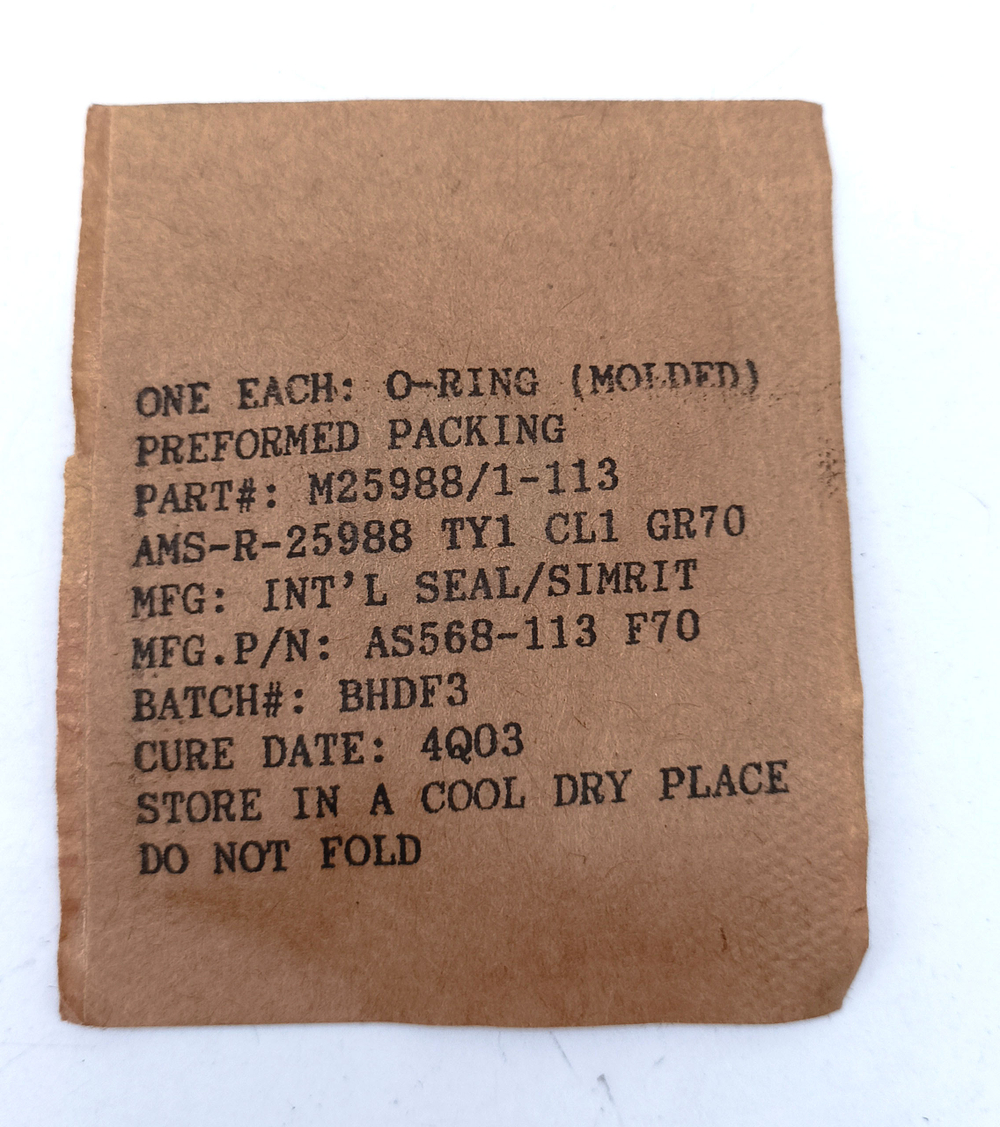 ONE EACH: O-RING (MOLDED)
PREFORMED PACKING
PART#: M25988/1-113
AMS-R-25988 TY1 CL1 GR70
MFG: INT'L SEAL/SIMRIT
MFG.P/N: AS568-113 F70
BATCH#: BHDF3
CURE DATE: 4Q03
STORE IN A COOL DRY PLACE
DO NOT FOLD